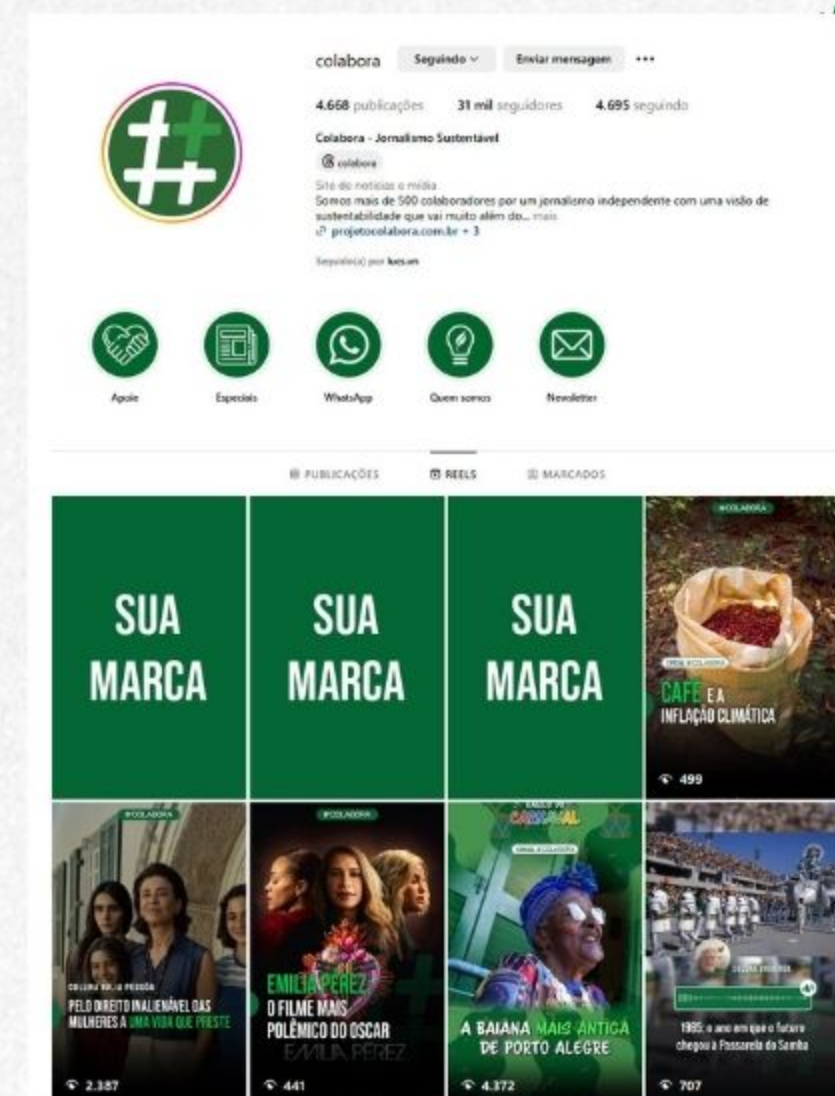 colabora Seguindo Enviar mensagem
4.668 publicações 31 mil seguidores 4.695 seguindo
Colabora - Jornalismo Sustentável
colabora
Site de notícias e mídia
Somos mais de 500 colaboradores por um jornalismo independente com uma visão de
sustentabilidade que vai muito além do... mais
projetocolabora.com.br + 3
Seguido(a) por
Apoie Especiais WhatsApp Quem somos Newsletter
PUBLICAÇÕES REELS MARCADOS
SUA
MARCA
SUA
MARCA
SUA
MARCA
#COLABORA
CAFÉ E A
INFLAÇÃO CLIMÁTICA
499
#COLABORA
PELO DIREITO INALIENÁVEL DAS
MULHERES A UMA VIDA QUE PRESTE
2.387
#COLABORA
EMILIA PÉREZ
O FILME MAIS
POLÊMICO DO OSCAR
EMILIA PÉREZ
441
CARNAVAL
A BAIANA MAIS ANTIGA
DE PORTO ALEGRE
4.372
1985: o ano em que o futuro
chegou à Passarela do Samba
707